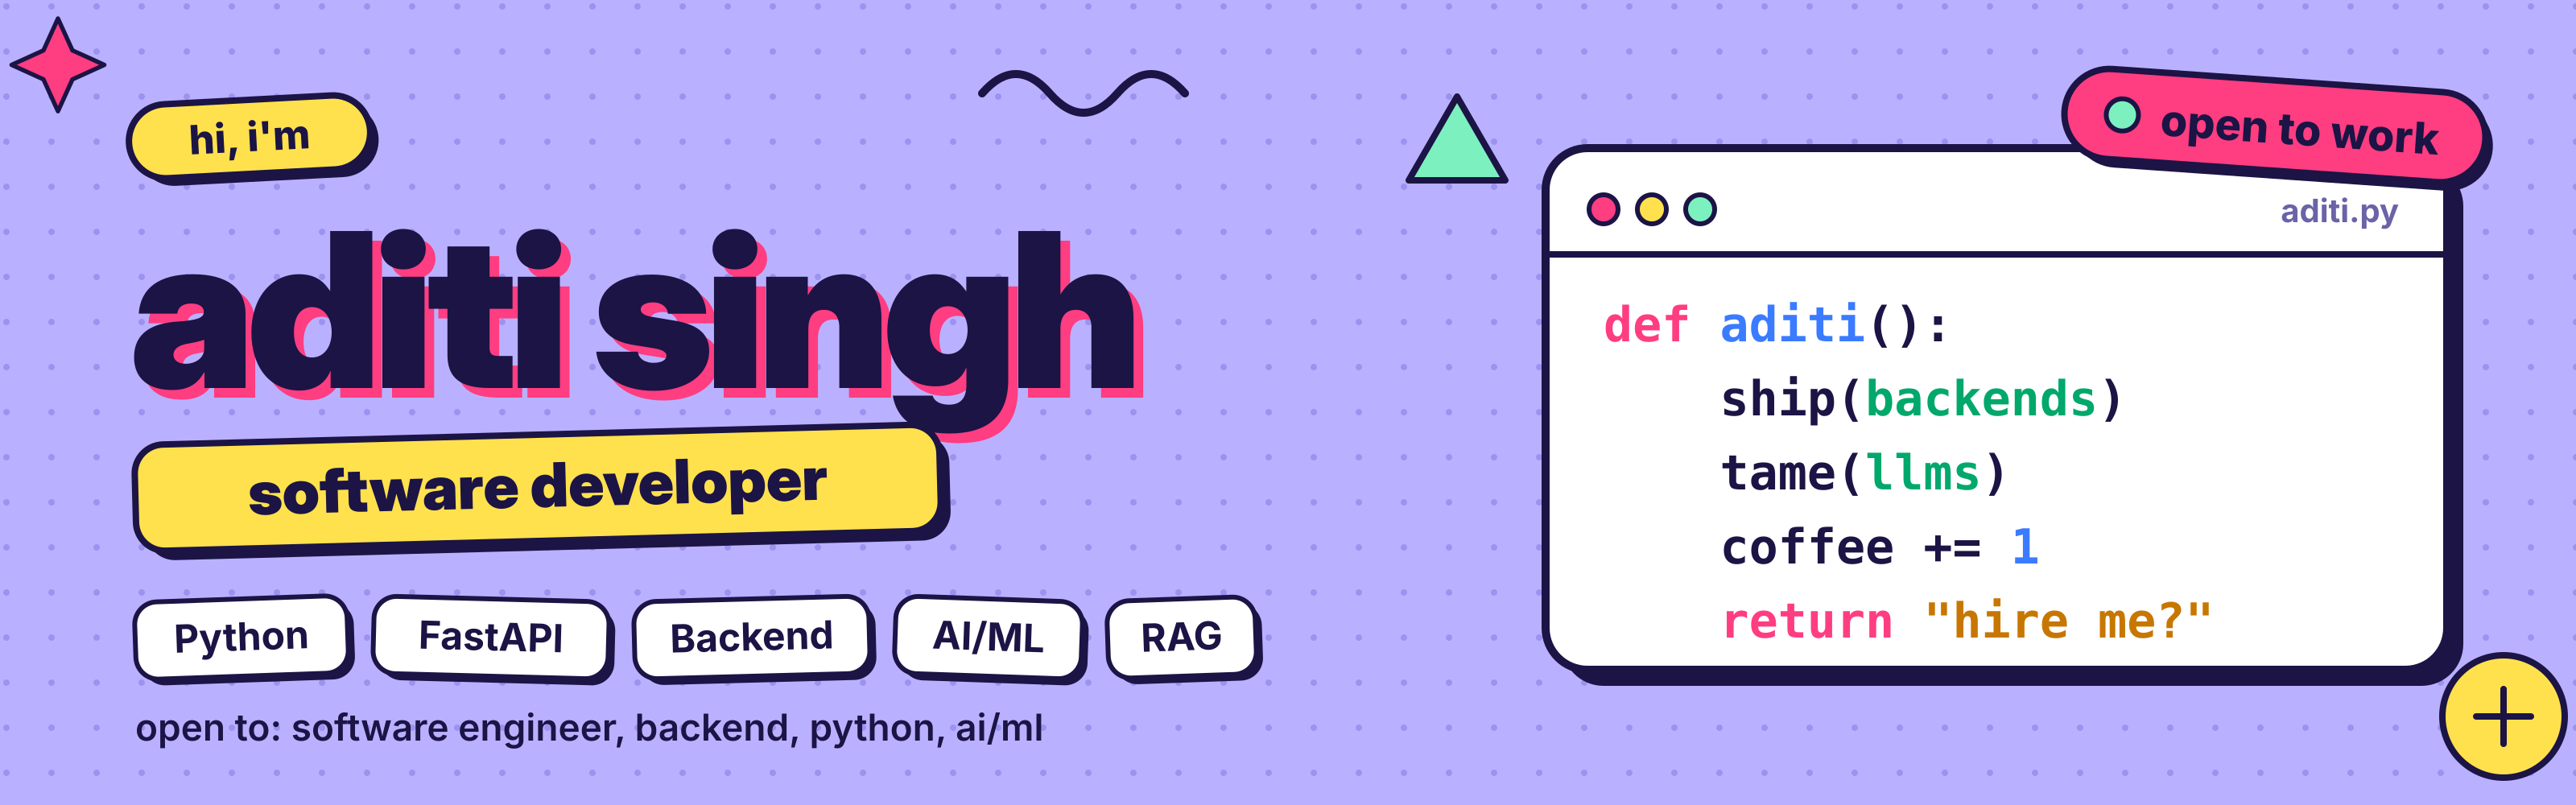 hi, i'm
aditi singh
software developer
Python
FastAPI
Backend
AI/ML
RAG
open to: software engineer, backend, python, ai/ml
open to work
aditi.py
def aditi():
    ship(backends)
    tame(llms)
    coffee += 1
    return "hire me?"